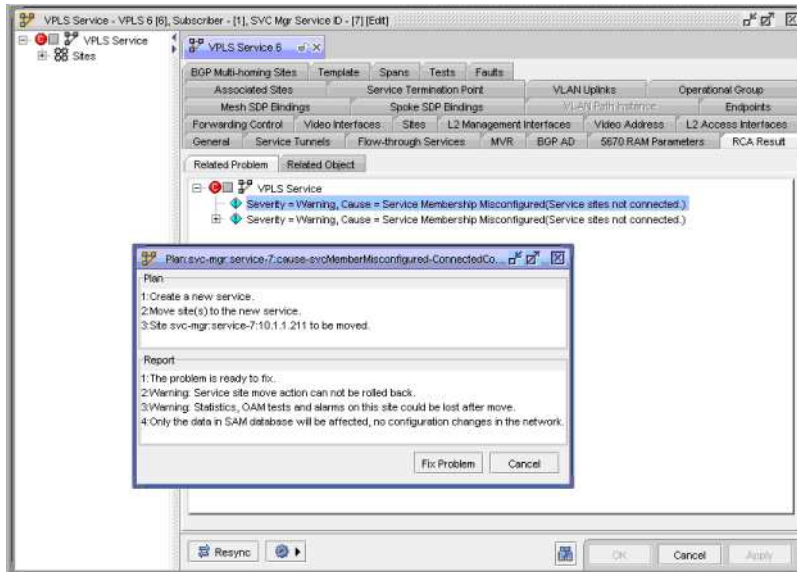 VPLS Service - VPLS 6 [6], Subscriber - [1], SVC Mgr Service ID - [7] [Edit]
VPLS Service
Sites
VPLS Service 6
BGP Multi-homing Sites Template Spans Tests Faults
Associated Sites Service Termination Point VLAN Uplinks Operational Group
Mesh SDP Bindings Spoke SDP Bindings VLAN Path Instance Endpoints
Forwarding Control Video Interfaces Sites L2 Management Interfaces Video Address L2 Access Interfaces
General Service Tunnels Flow-through Services MVR BGP AD 5670 RAM Parameters RCA Result
Related Problem Related Object
VPLS Service
Severity = Warning, Cause = Service Membership Misconfigured(Service sites not connected.)
Severity = Warning, Cause = Service Membership Misconfigured(Service sites not connected.)
Plan:svc-mgr:service-7:cause-svcMemberMisconfigured-ConnectedCo...
Plan
1:Create a new service.
2:Move site(s) to the new service.
3:Site svc-mgr:service-7:10.1.1.211 to be moved.
Report
1:The problem is ready to fix.
2:Warning: Service site move action can not be rolled back.
3:Warning: Statistics, OAM tests and alarms on this site could be lost after move.
4:Only the data in SAM database will be affected, no configuration changes in the network.
Fix Problem Cancel
Resync OK Cancel Apply